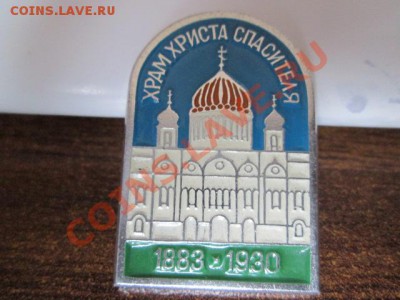 COINS.LAVE.RU
ХРАМ ХРИСТА СПАСИТЕЛЯ
COINS.LAVE.RU
1883 1930